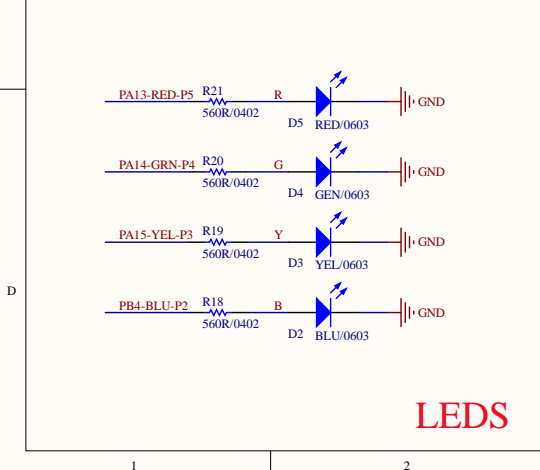 PA13-RED-P5 R21 R GND
560R/0402 D5 RED/0603
PA14-GRN-P4 R20 G GND
560R/0402 D4 GEN/0603
PA15-YEL-P3 R19 Y GND
560R/0402 D3 YEL/0603
D
PB4-BLU-P2 R18 B GND
560R/0402 D2 BLU/0603
LEDS
1 2